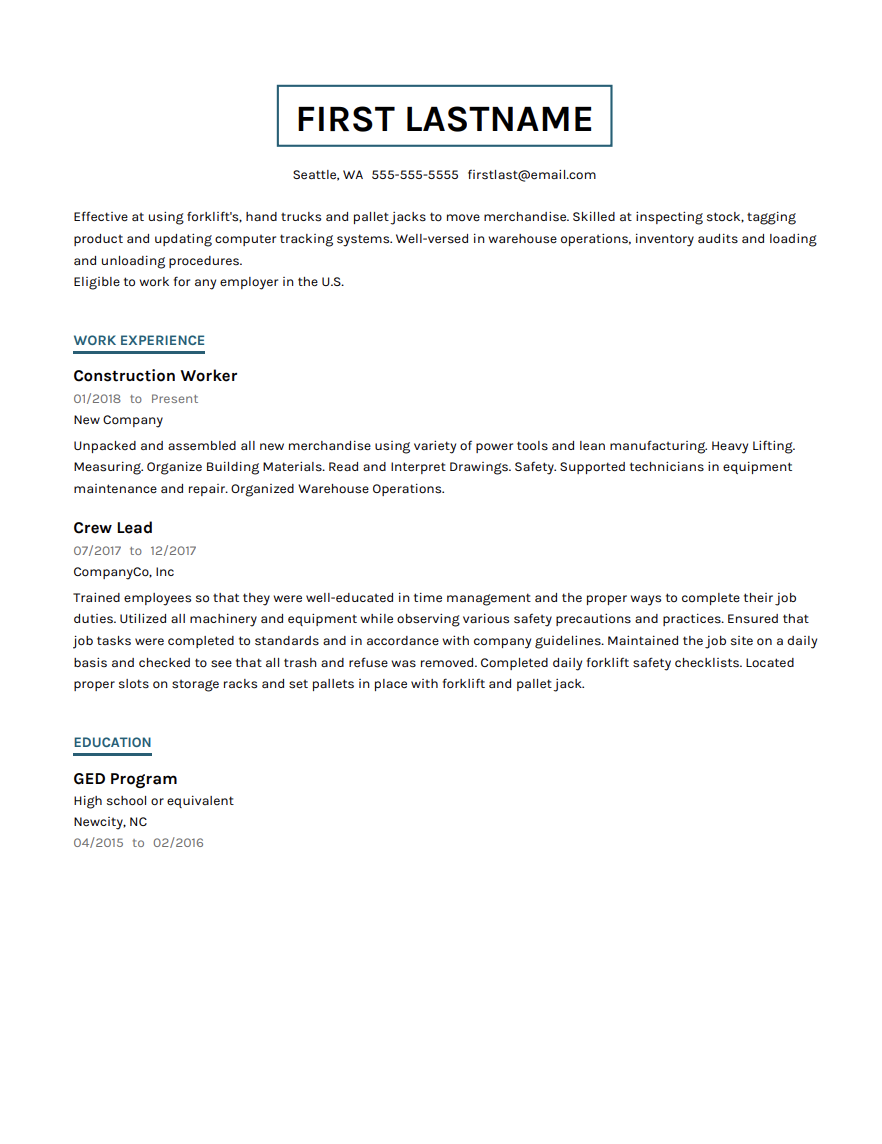 FIRST LASTNAME
Seattle, WA 555-555-5555 firstlast@email.com
Effective at using forklift's, hand trucks and pallet jacks to move merchandise. Skilled at inspecting stock, tagging
product and updating computer tracking systems. Well-versed in warehouse operations, inventory audits and loading
and unloading procedures.
Eligible to work for any employer in the U.S.
WORK EXPERIENCE
Construction Worker
01/2018 to Present
New Company
Unpacked and assembled all new merchandise using variety of power tools and lean manufacturing. Heavy Lifting.
Measuring. Organize Building Materials. Read and Interpret Drawings. Safety. Supported technicians in equipment
maintenance and repair. Organized Warehouse Operations.
Crew Lead
07/2017 to 12/2017
CompanyCo, Inc
Trained employees so that they were well-educated in time management and the proper ways to complete their job
duties. Utilized all machinery and equipment while observing various safety precautions and practices. Ensured that
job tasks were completed to standards and in accordance with company guidelines. Maintained the job site on a daily
basis and checked to see that all trash and refuse was removed. Completed daily forklift safety checklists. Located
proper slots on storage racks and set pallets in place with forklift and pallet jack.
EDUCATION
GED Program
High school or equivalent
Newcity, NC
04/2015 to 02/2016